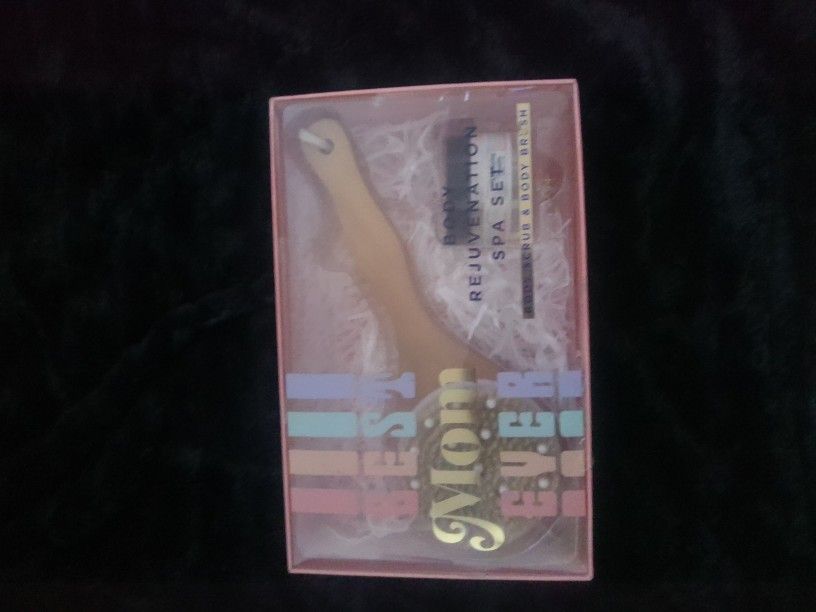 BODY
REJUVENATION
SPA SET
BODY SCRUB & BODY BRUSH
BEST
Mom
EVER